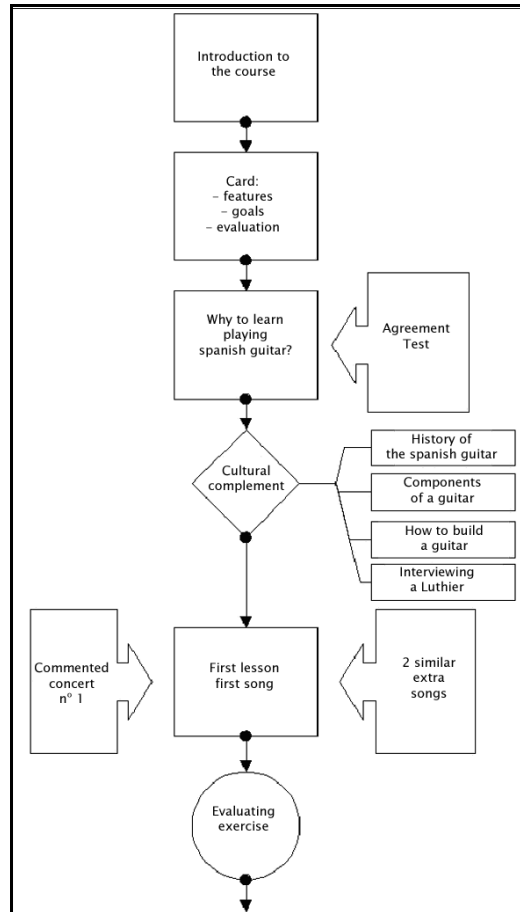 Introduction to
the course
Card:
– features
– goals
– evaluation
Why to learn
playing
spanish guitar?
Agreement
Test
Cultural
complement
History of
the spanish guitar
Components
of a guitar
How to build
a guitar
Interviewing
a Luthier
Commented
concert
nº 1
First lesson
first song
2 similar
extra
songs
Evaluating
exercise